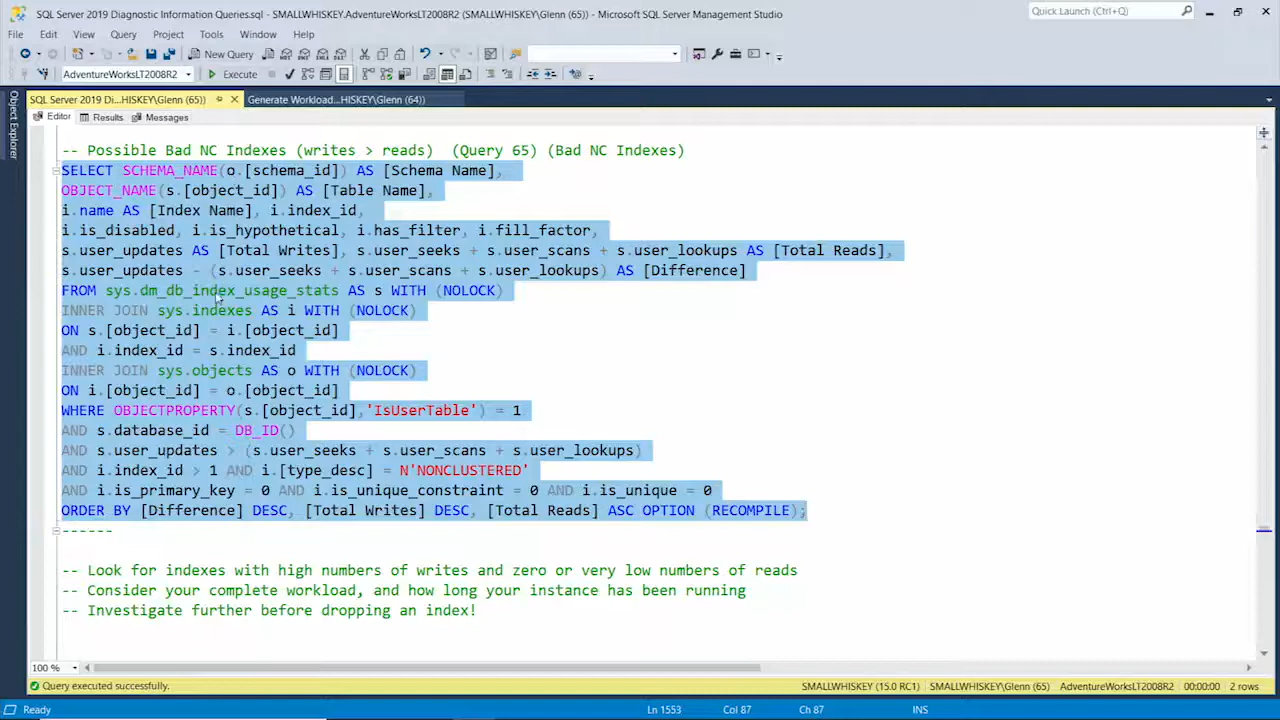 SQL Server 2019 Diagnostic Information Queries.sql - SMALLWHISKEY.AdventureWorksLT2008R2 (SMALLWHISKEY\Glenn (65)) - Microsoft SQL Server Management Studio
Quick Launch (Ctrl+Q)
File Edit View Query Project Tools Window Help
New Query
AdventureWorksLT2008R2 Execute
SQL Server 2019 Di...HISKEY\Glenn (65)) Generate Workload...HISKEY\Glenn (64))
Object Explorer
Editor Results Messages
-- Possible Bad NC Indexes (writes > reads)  (Query 65) (Bad NC Indexes)
SELECT SCHEMA_NAME(o.[schema_id]) AS [Schema Name],
OBJECT_NAME(s.[object_id]) AS [Table Name],
i.name AS [Index Name], i.index_id,
i.is_disabled, i.is_hypothetical, i.has_filter, i.fill_factor,
s.user_updates AS [Total Writes], s.user_seeks + s.user_scans + s.user_lookups AS [Total Reads],
s.user_updates - (s.user_seeks + s.user_scans + s.user_lookups) AS [Difference]
FROM sys.dm_db_index_usage_stats AS s WITH (NOLOCK)
INNER JOIN sys.indexes AS i WITH (NOLOCK)
ON s.[object_id] = i.[object_id]
AND i.index_id = s.index_id
INNER JOIN sys.objects AS o WITH (NOLOCK)
ON i.[object_id] = o.[object_id]
WHERE OBJECTPROPERTY(s.[object_id],'IsUserTable') = 1
AND s.database_id = DB_ID()
AND s.user_updates > (s.user_seeks + s.user_scans + s.user_lookups)
AND i.index_id > 1 AND i.[type_desc] = N'NONCLUSTERED'
AND i.is_primary_key = 0 AND i.is_unique_constraint = 0 AND i.is_unique = 0
ORDER BY [Difference] DESC, [Total Writes] DESC, [Total Reads] ASC OPTION (RECOMPILE);
------
-- Look for indexes with high numbers of writes and zero or very low numbers of reads
-- Consider your complete workload, and how long your instance has been running
-- Investigate further before dropping an index!
100 %
Query executed successfully. SMALLWHISKEY (15.0 RC1) SMALLWHISKEY\Glenn (65) AdventureWorksLT2008R2 00:00:00 2 rows
Ready Ln 1553 Col 87 Ch 87 INS